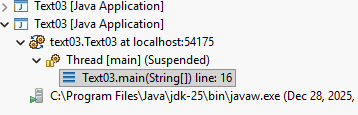 Text03 [Java Application]
Text03 [Java Application]
text03.Text03 at localhost:54175
Thread [main] (Suspended)
Text03.main(String[]) line: 16
C:\Program Files\Java\jdk-25\bin\javaw.exe (Dec 28, 2025,